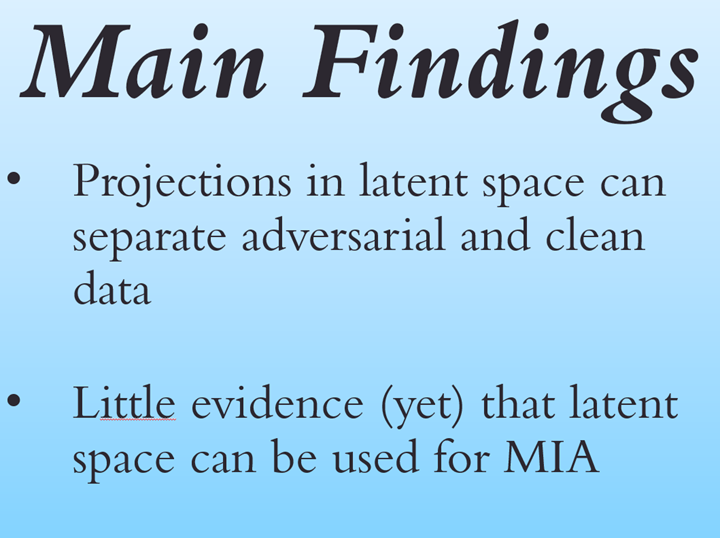 Main Findings
• Projections in latent space can
separate adversarial and clean
data
• Little evidence (yet) that latent
space can be used for MIA